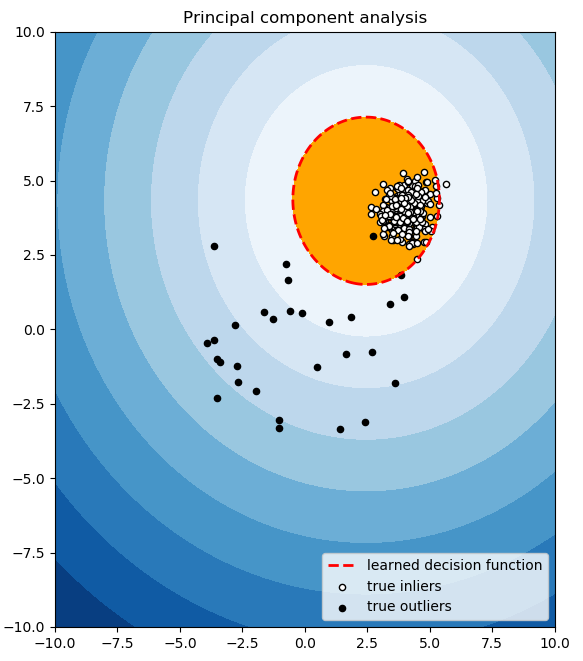 Principal component analysis
10.0
7.5
5.0
2.5
0.0
−2.5
−5.0
−7.5
−10.0
learned decision function
true inliers
true outliers
−10.0 −7.5 −5.0 −2.5 0.0 2.5 5.0 7.5 10.0